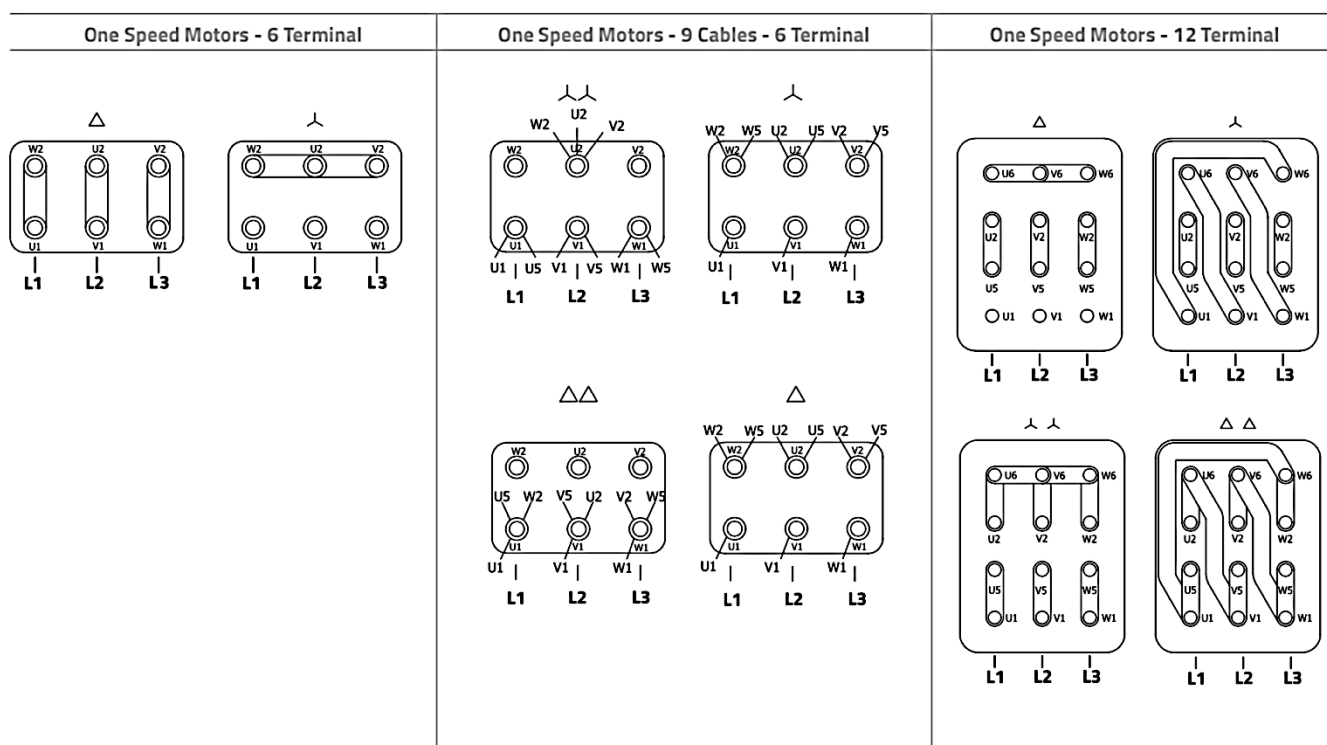 One Speed Motors - 6 Terminal
W2 U2 V2
U1 V1 W1
L1 L2 L3
W2 U2 V2
U1 V1 W1
L1 L2 L3
One Speed Motors - 9 Cables - 6 Terminal
U2
W2 V2
W2 U2 V2
U1 V1 W1
U1 U5 V1 V5 W1 W5
L1 L2 L3
W2 W5 U2 U5 V2 V5
W2 U2 V2
U1 V1 W1
U1 V1 W1
L1 L2 L3
W2 U2 V2
U5 W2 V5 U2 V2 W5
U1 V1 W1
U1 V1 W1
L1 L2 L3
W2 W5 U2 U5 V2 V5
W2 U2 V2
U1 V1 W1
U1 V1 W1
L1 L2 L3
One Speed Motors - 12 Terminal
U6 V6 W6
U2 V2 W2
U5 V5 W5
U1 V1 W1
L1 L2 L3
U6 V6 W6
U2 V2 W2
U5 V5 W5
U1 V1 W1
L1 L2 L3
U6 V6 W6
U2 V2 W2
U5 V5 W5
U1 V1 W1
L1 L2 L3
U6 V6 W6
U2 V2 W2
U5 V5 W5
U1 V1 W1
L1 L2 L3